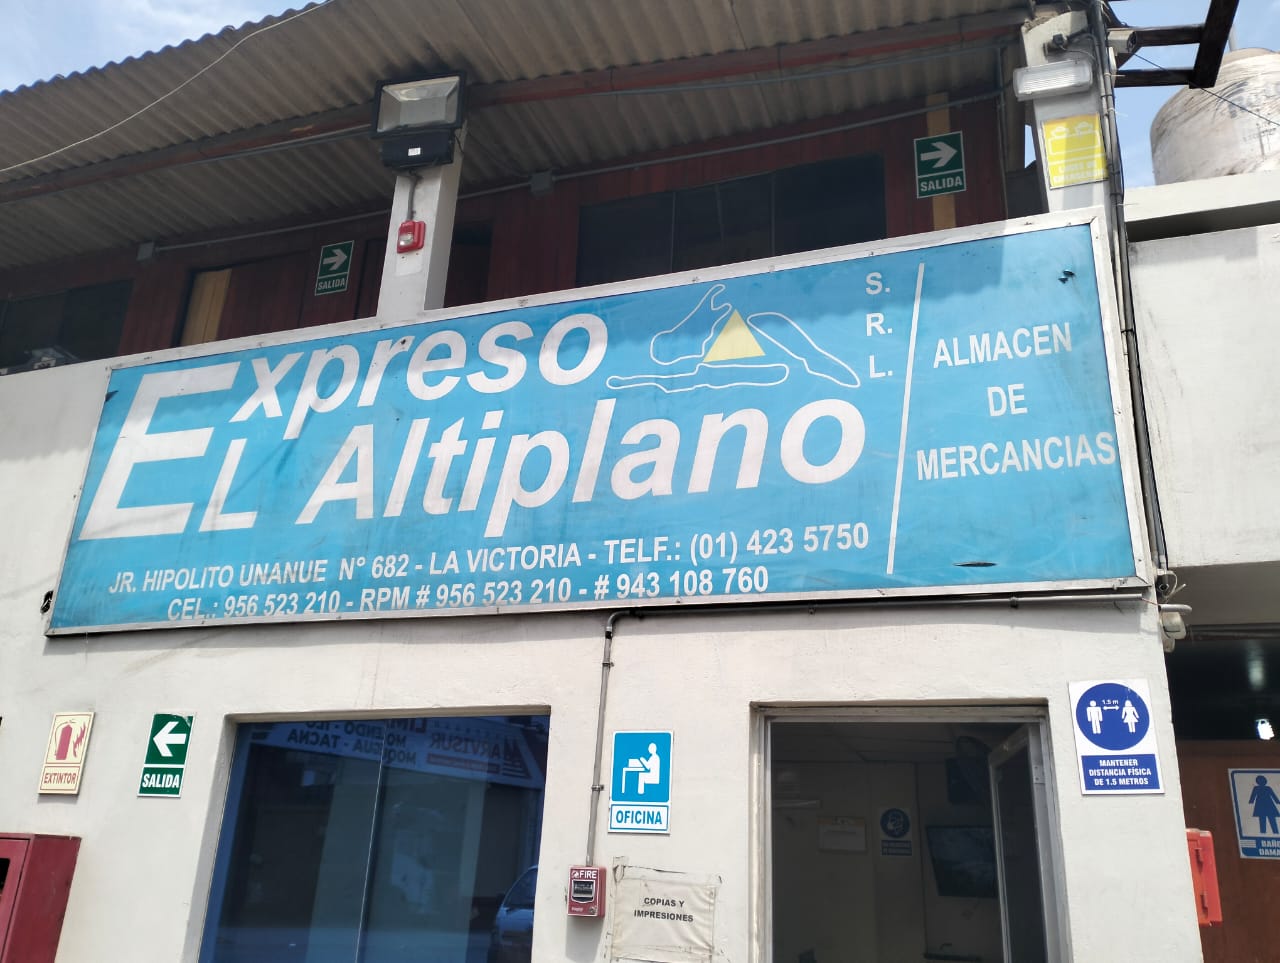 SALIDA
SALIDA
Expreso
EL Altiplano
S.
R.
L.
ALMACEN
DE
MERCANCIAS
JR. HIPOLITO UNANUE N° 682 - LA VICTORIA - TELF.: (01) 423 5750
CEL.: 956 523 210 - RPM # 956 523 210 - # 943 108 760
EXTINTOR
SALIDA
OFICINA
FIRE
COPIAS Y
IMPRESIONES
1.5 m
MANTENER
DISTANCIA FÍSICA
DE 1.5 METROS